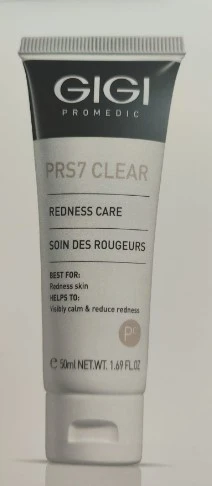 GIGI
PROMEDIC
PRS7 CLEAR
REDNESS CARE
SOIN DES ROUGEURS
BEST FOR:
Redness skin
HELPS TO:
Visibly calm & reduce redness
℮ 50ml NET.WT. 1.69 FL.OZ